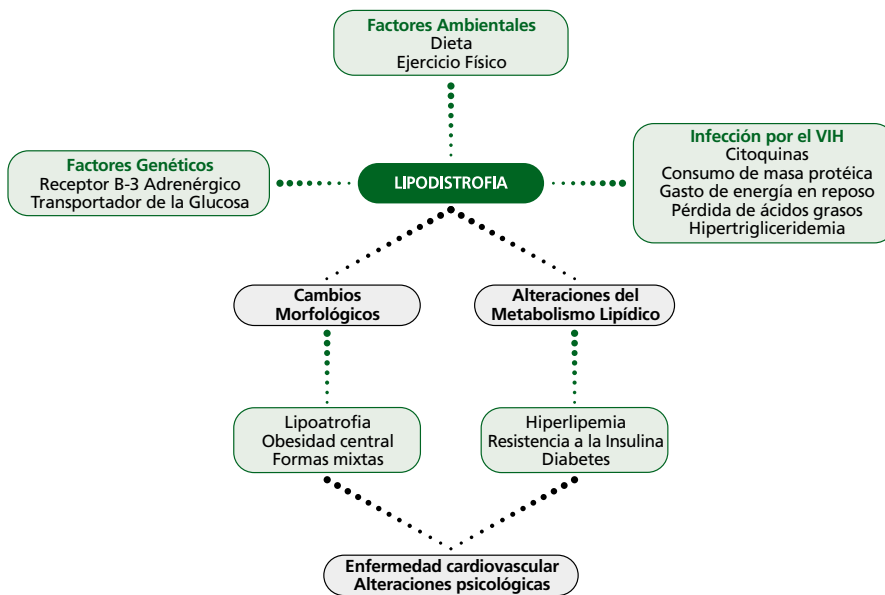 Factores Ambientales
Dieta
Ejercicio Físico
Factores Genéticos
Receptor B-3 Adrenérgico
Transportador de la Glucosa
LIPODISTROFIA
Infección por el VIH
Citoquinas
Consumo de masa protéica
Gasto de energía en reposo
Pérdida de ácidos grasos
Hipertrigliceridemia
Cambios
Morfológicos
Alteraciones del
Metabolismo Lipídico
Lipoatrofia
Obesidad central
Formas mixtas
Hiperlipemia
Resistencia a la Insulina
Diabetes
Enfermedad cardiovascular
Alteraciones psicológicas